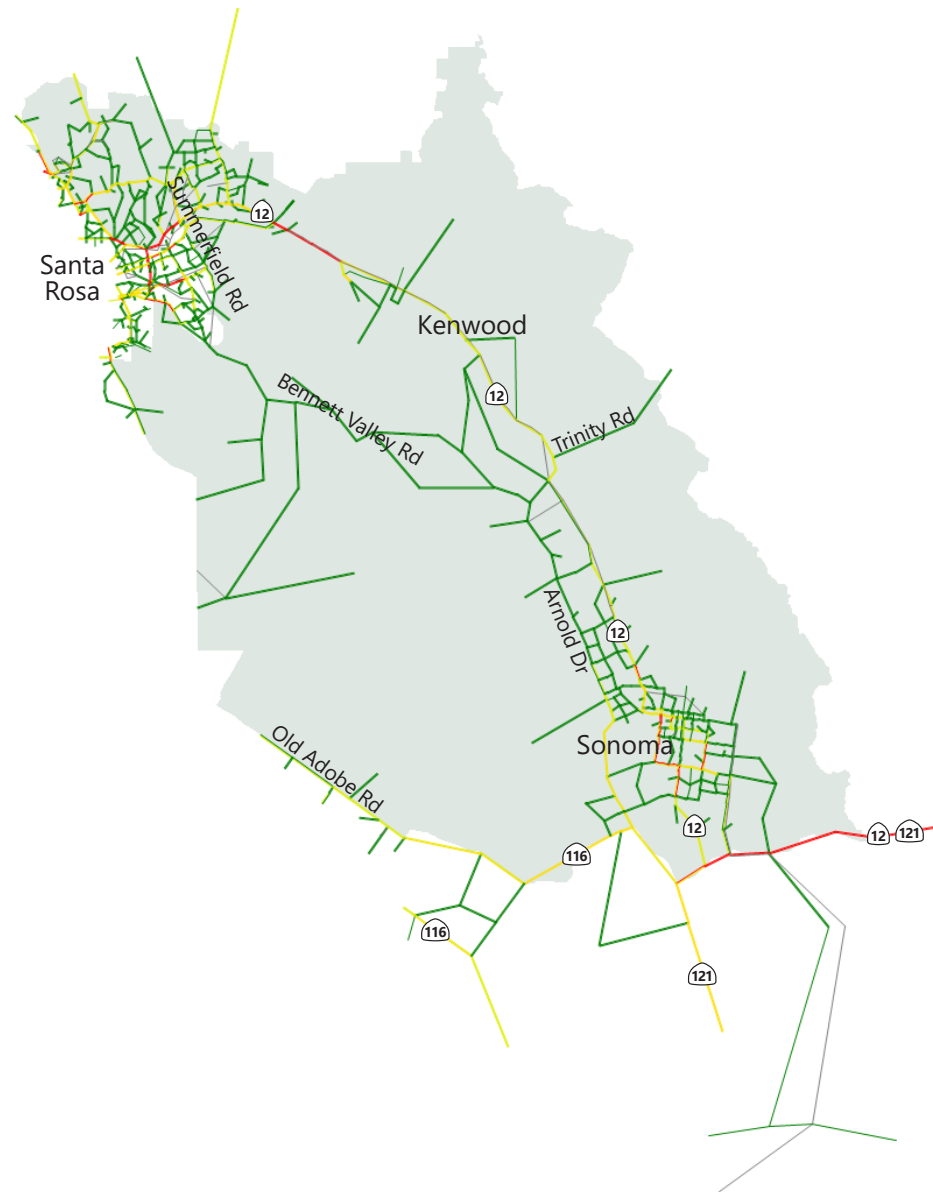 12
Summerfield Rd
Santa
Rosa
Kenwood
12
Bennett Valley Rd
Trinity Rd
Arnold Dr
12
Sonoma
Old Adobe Rd
12
12
121
116
116
121